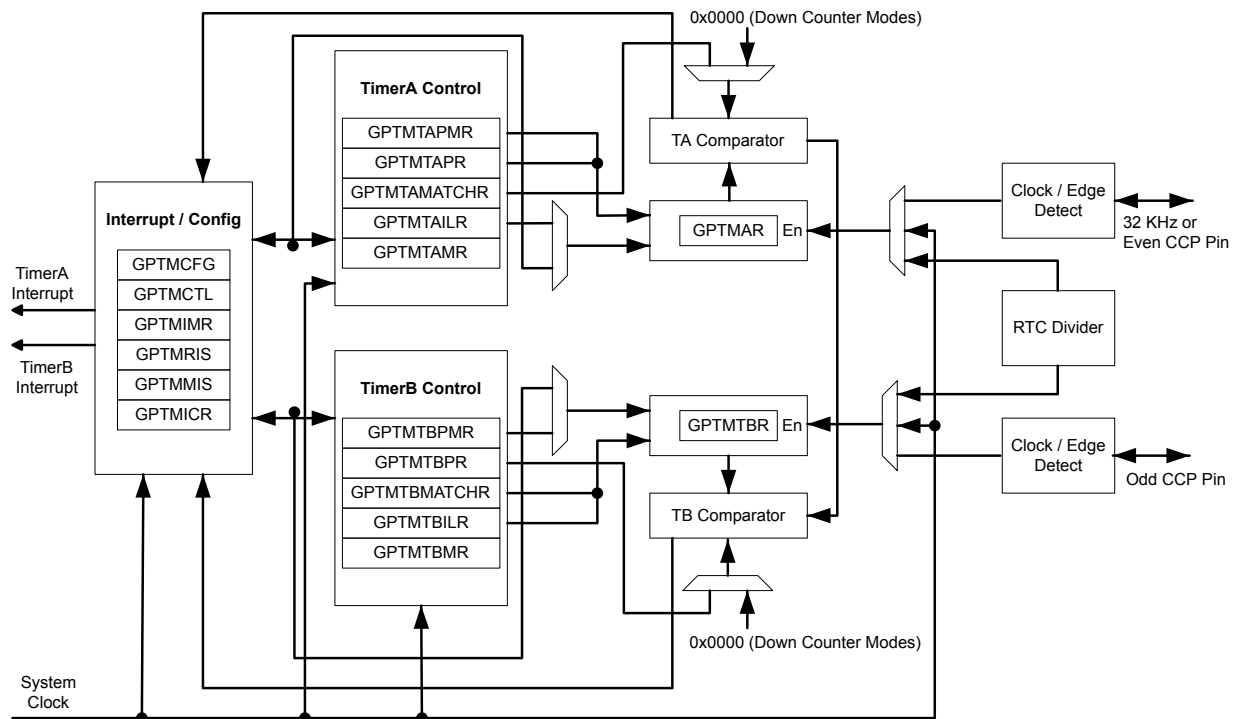 0x0000 (Down Counter Modes)
TimerA Control
GPTMTAPMR
GPTMTAPR
GPTMTAMATCHR
GPTMTAILR
GPTMTAMR
TA Comparator
GPTMAR
En
Clock / Edge
Detect
32 KHz or
Even CCP Pin
Interrupt / Config
GPTMCFG
GPTMCTL
GPTMIMR
GPTMRIS
GPTMMIS
GPTMICR
TimerA
Interrupt
TimerB
Interrupt
RTC Divider
TimerB Control
GPTMTBPMR
GPTMTBPR
GPTMTBMATCHR
GPTMTBILR
GPTMTBMR
GPTMTBR
En
TB Comparator
Clock / Edge
Detect
Odd CCP Pin
0x0000 (Down Counter Modes)
System
Clock